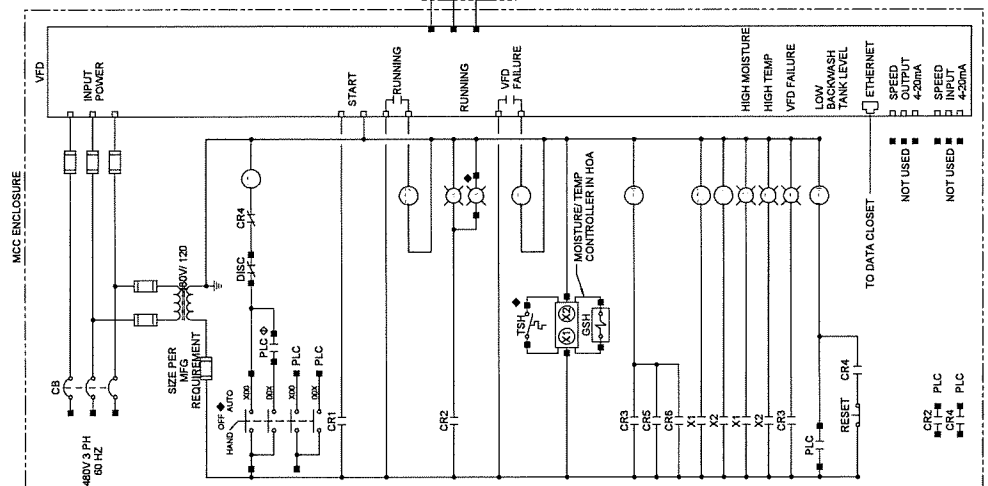 MCC ENCLOSURE
VFD
INPUT
POWER
START
RUNNING
RUNNING
VFD
FAILURE
HIGH MOISTURE
HIGH TEMP
VFD FAILURE
LOW
BACKWASH
TANK LEVEL
ETHERNET
SPEED
OUTPUT
4-20mA
SPEED
INPUT
4-20mA
NOT USED
NOT USED
TO DATA CLOSET
480V 3 PH
60 HZ
CB
SIZE PER
MFG
REQUIREMENT
CR4
DISC
PLC Φ
HAND
OFF
AUTO
XOO
OOX
XOO
OOX
PLC
PLC
CR1
CR2
TSH
X1
X2
GSH
MOISTURE/ TEMP
CONTROLLER IN HOA
CR3
CR5
CR6
X1
X2
X1
X2
CR3
PLC
RESET
CR4
CR2
PLC
CR4
PLC